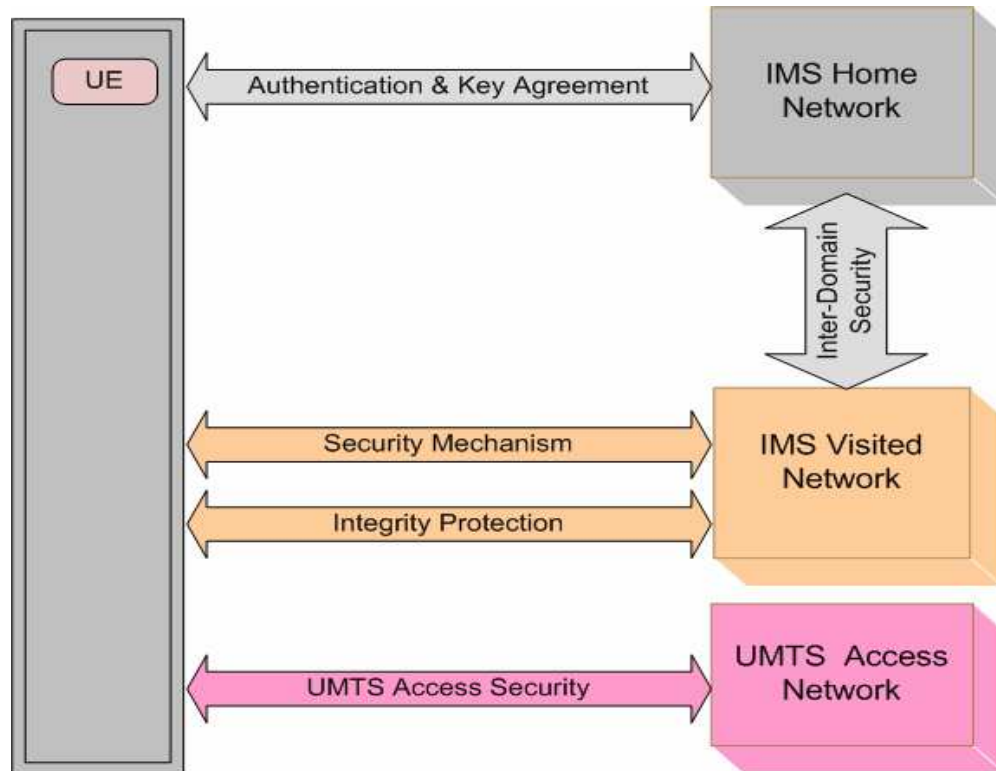 UE
Authentication & Key Agreement
IMS Home
Network
Inter-Domain
Security
Security Mechanism
IMS Visited
Network
Integrity Protection
UMTS Access
Network
UMTS Access Security